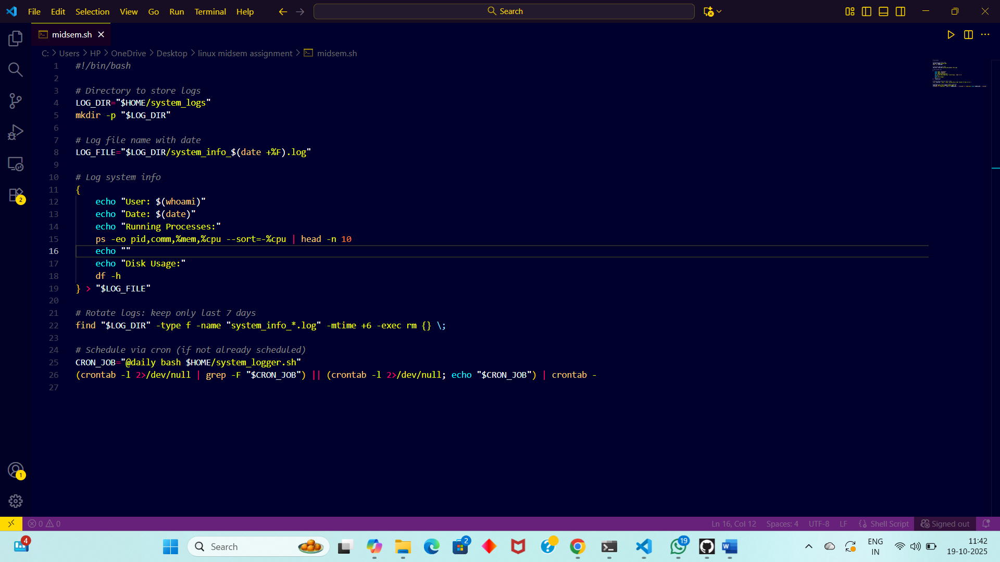 File Edit Selection View Go Run Terminal Help
Search
midsem.sh
C: > Users > HP > OneDrive > Desktop > linux midsem assignment > midsem.sh
1 #!/bin/bash
2
3 # Directory to store logs
4 LOG_DIR="$HOME/system_logs"
5 mkdir -p "$LOG_DIR"
6
7 # Log file name with date
8 LOG_FILE="$LOG_DIR/system_info_$(date +%F).log"
9
10 # Log system info
11 {
12     echo "User: $(whoami)"
13     echo "Date: $(date)"
14     echo "Running Processes:"
15     ps -eo pid,comm,%mem,%cpu --sort=-%cpu | head -n 10
16     echo ""
17     echo "Disk Usage:"
18     df -h
19 } > "$LOG_FILE"
20
21 # Rotate logs: keep only last 7 days
22 find "$LOG_DIR" -type f -name "system_info_*.log" -mtime +6 -exec rm {} \;
23
24 # Schedule via cron (if not already scheduled)
25 CRON_JOB="@daily bash $HOME/system_logger.sh"
26 (crontab -l 2>/dev/null | grep -F "$CRON_JOB") || (crontab -l 2>/dev/null; echo "$CRON_JOB") | crontab -
27
2
1
0 0
Ln 16, Col 12 Spaces: 4 UTF-8 LF {} Shell Script Signed out
4
Search
2
19
ENG
IN
11:42
19-10-2025